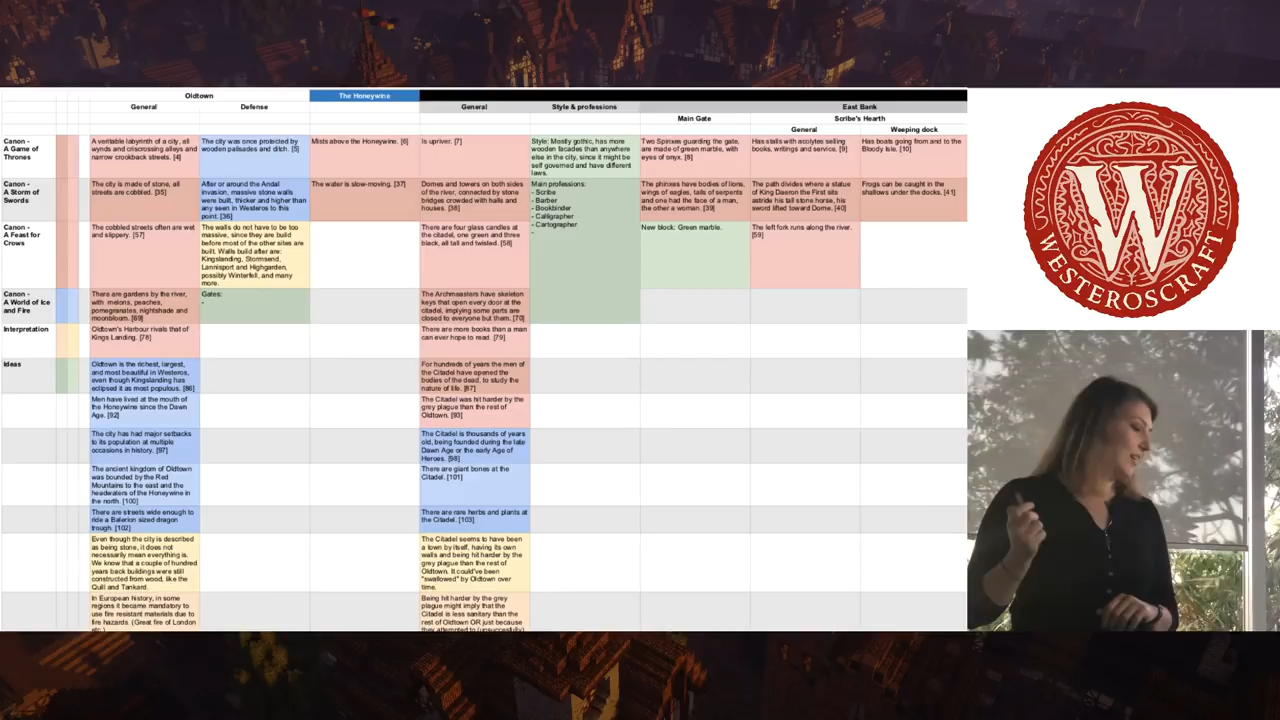 Oldtown
The Honeywine
General
Defense
General
Style & professions
East Bank
Main Gate
Scribe's Hearth
General
Weeping dock
Canon -
A Game of
Thrones
A veritable labyrinth of a city, all
wynds and criscrossing alleys and
narrow crookback streets. [4]
The city was once protected by
wooden palisades and ditch. [5]
Mists above the Honeywine. [6]
Is upriver. [7]
Style: Mostly gothic, has more
wooden facades than anywhere
else in the city, since it might be
self governed and have different
laws.
Two Spinxes guarding the gate,
are made of green marble, with
eyes of onyx. [8]
Has stalls with acolytes selling
books, writings and service. [9]
Has boats going from and to the
Bloody Isle. [10]
Canon -
A Storm of
Swords
The city is made of stone, all
streets are cobbled. [35]
After or around the Andal
invasion, massive stone walls
were built, thicker and higher than
any seen in Westeros to this
point. [36]
The water is slow-moving. [37]
Domes and towers on both sides
of the river, connected by stone
bridges crowded with halls and
houses. [38]
Main professions:
- Scribe
- Barber
- Bookbinder
- Calligrapher
- Cartographer
-
The phinxes have bodies of lions,
wings of eagles, tails of serpents
and one had the face of a man,
the other a woman. [39]
The path divides where a statue
of King Daeron the First sits
astride his tall stone horse, his
sword lifted toward Dorne. [40]
Frogs can be caught in the
shallows under the docks. [41]
Canon -
A Feast for
Crows
The cobbled streets often are wet
and slippery. [57]
The walls do not have to be too
massive, since they are build
before most of the other sites are
built. Walls build after are:
Kingslanding, Stormsend,
Lannisport and Highgarden,
possibly Winterfell, and many
more.
There are four glass candles at
the citadel, one green and three
black, all tall and twisted. [58]
New block: Green marble.
The left fork runs along the river.
[59]
Canon -
A World of Ice
and Fire
There are gardens by the river,
with melons, peaches,
pomegranates, nightshade and
moonbloom. [69]
Gates:
-
The Archmeasters have skeleton
keys that open every door at the
citadel, implying some parts are
closed to everyone but them. [70]
Interpretation
Oldtown's Harbour rivals that of
Kings Landing. [78]
There are more books than a man
can ever hope to read. [79]
Ideas
Oldtown is the richest, largest,
and most beautiful in Westeros,
even though Kingslanding has
eclipsed it as most populous. [86]
For hundreds of years the men of
the Citadel have opened the
bodies of the dead, to study the
nature of life. [87]
Men have lived at the mouth of
the Honeywine since the Dawn
Age. [92]
The Citadel was hit harder by the
grey plague than the rest of
Oldtown. [93]
The city has had major setbacks
to its population at multiple
occasions in history. [97]
The Citadel is thousands of years
old, being founded during the late
Dawn Age or the early Age of
Heroes. [98]
The ancient kingdom of Oldtown
was bounded by the Red
Mountains to the east and the
headwaters of the Honeywine in
the north. [100]
There are giant bones at the
Citadel. [101]
There are streets wide enough to
ride a Balerion sized dragon
trough. [102]
There are rare herbs and plants at
the Citadel. [103]
Even though the city is described
as being stone, it does not
necessarily mean everything is.
We know that a couple of hundred
years back buildings were still
constructed from wood, like the
Quill and Tankard.
The Citadel seems to have been
a town by itself, having its own
walls and being hit harder by the
grey plague than the rest of
Oldtown. It could've been
"swallowed" by Oldtown over
time.
In European history, in some
regions it became mandatory to
use fire resistant materials due to
fire hazards. (Great fire of London
etc.)
Being hit harder by the grey
plague might imply that the
Citadel is less sanitary than the
rest of Oldtown OR just because
they attempted to (unsuccesfully)
W
WESTEROSCRAFT